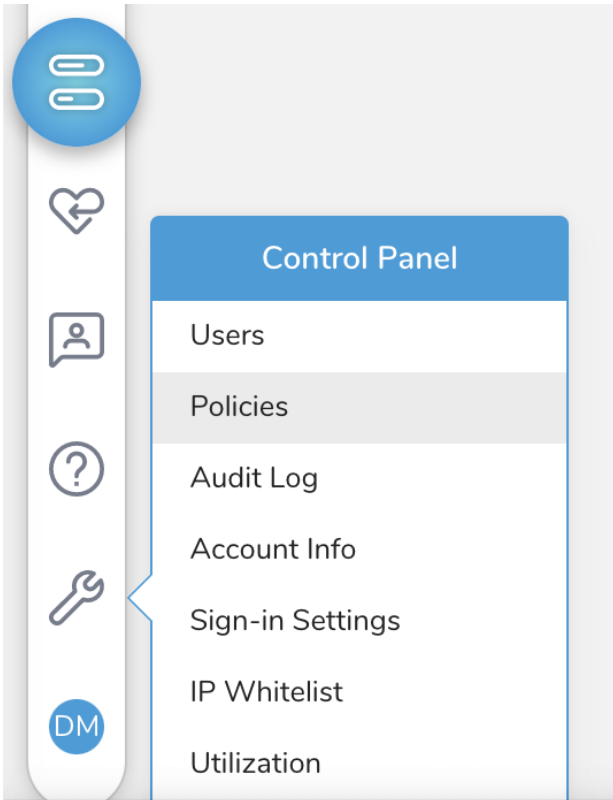 Control Panel
Users
Policies
Audit Log
Account Info
Sign-in Settings
IP Whitelist
DM
Utilization